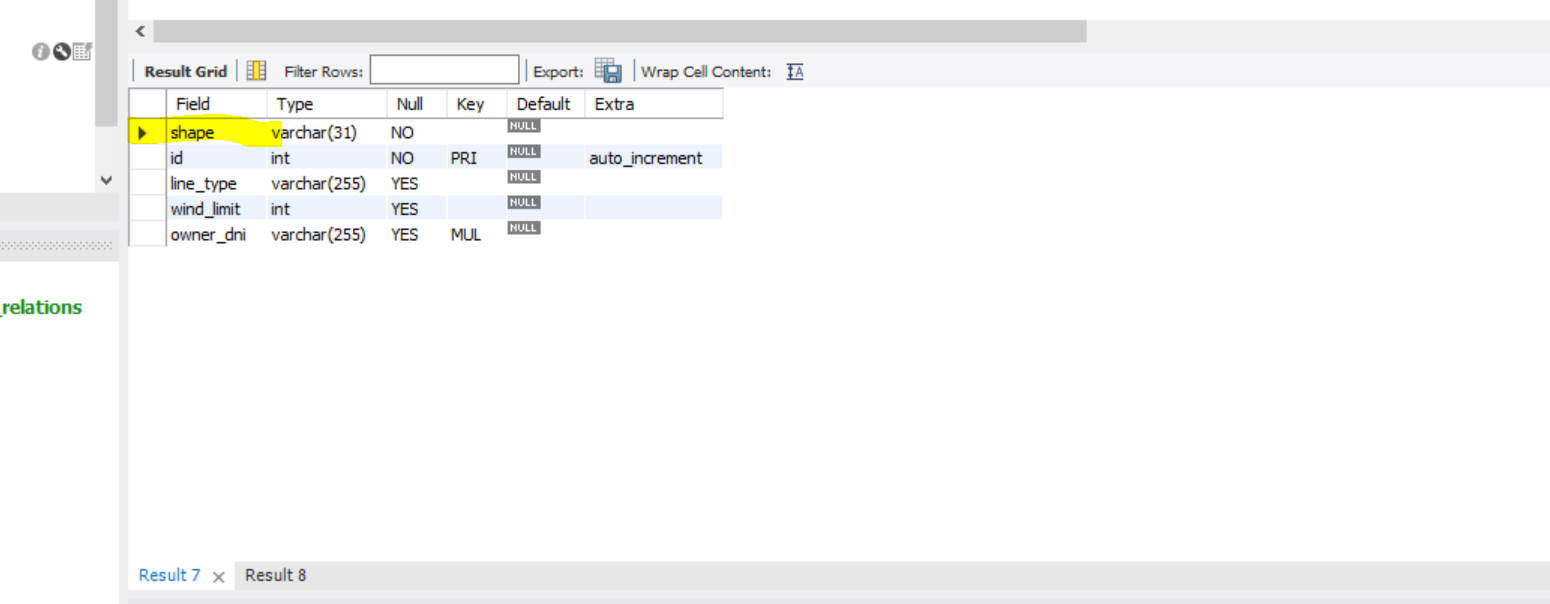 Result Grid Filter Rows: Export: Wrap Cell Content: IA
Field Type Null Key Default Extra
shape varchar(31) NO NULL
id int NO PRI NULL auto_increment
line_type varchar(255) YES NULL
wind_limit int YES NULL
owner_dni varchar(255) YES MUL NULL
_relations
Result 7 × Result 8